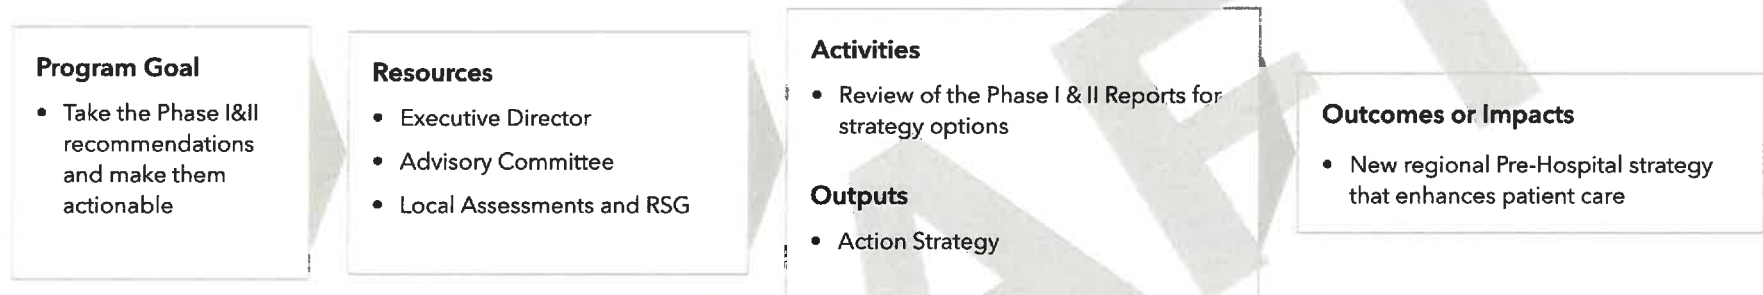 Program Goal
• Take the Phase I&II
recommendations
and make them
actionable
Resources
• Executive Director
• Advisory Committee
• Local Assessments and RSG
Activities
• Review of the Phase I & II Reports for
strategy options
Outputs
• Action Strategy
Outcomes or Impacts
• New regional Pre-Hospital strategy
that enhances patient care